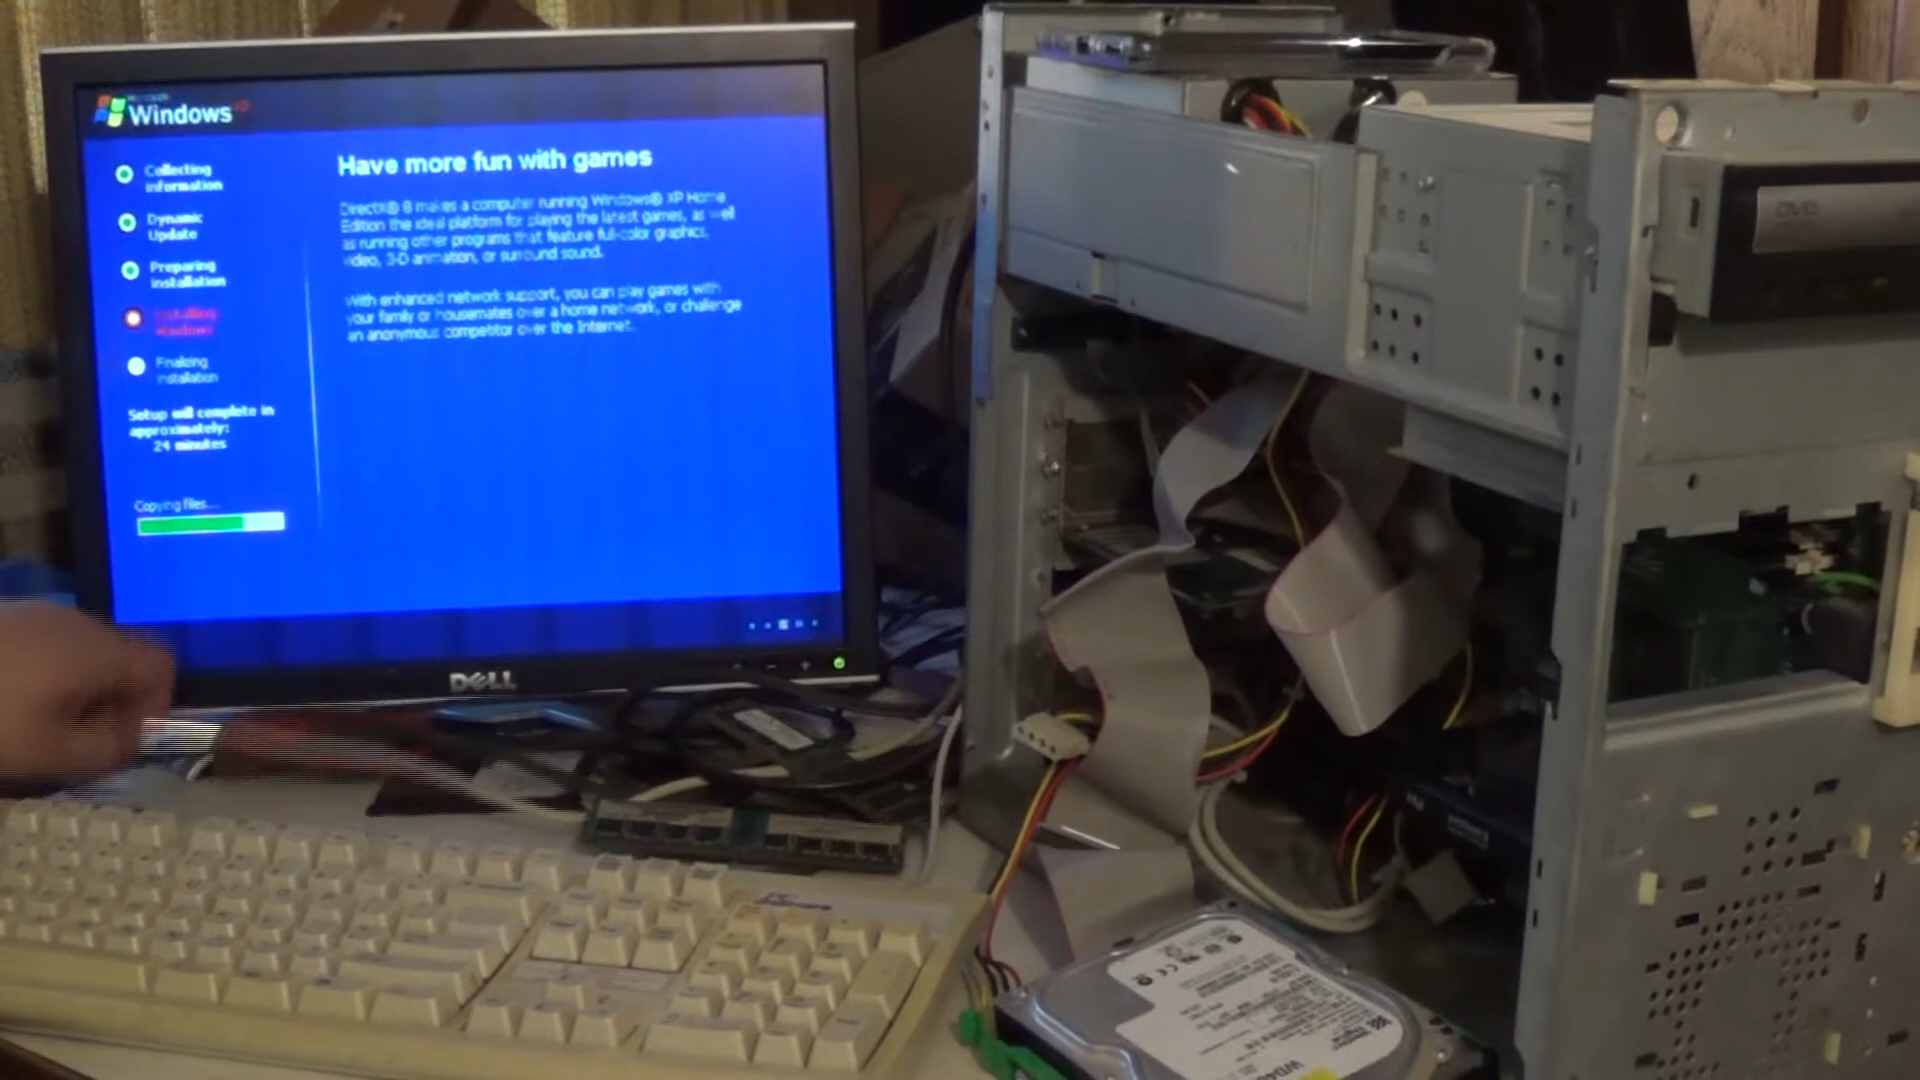 Microsoft
Windows xp
Collecting
information
Dynamic
Update
Preparing
installation
Installing
Windows
Finalizing
installation
Setup will complete in
approximately:
24 minutes
Copying files...
Have more fun with games
DirectX® 8 makes a computer running Windows® XP Home
Edition the ideal platform for playing the latest games, as well
as running other programs that feature full-color graphics,
video, 3-D animation, or surround sound.
With enhanced network support, you can play games with
your family or housemates over a home network, or challenge
an anonymous competitor over the Internet.
DELL
DVD